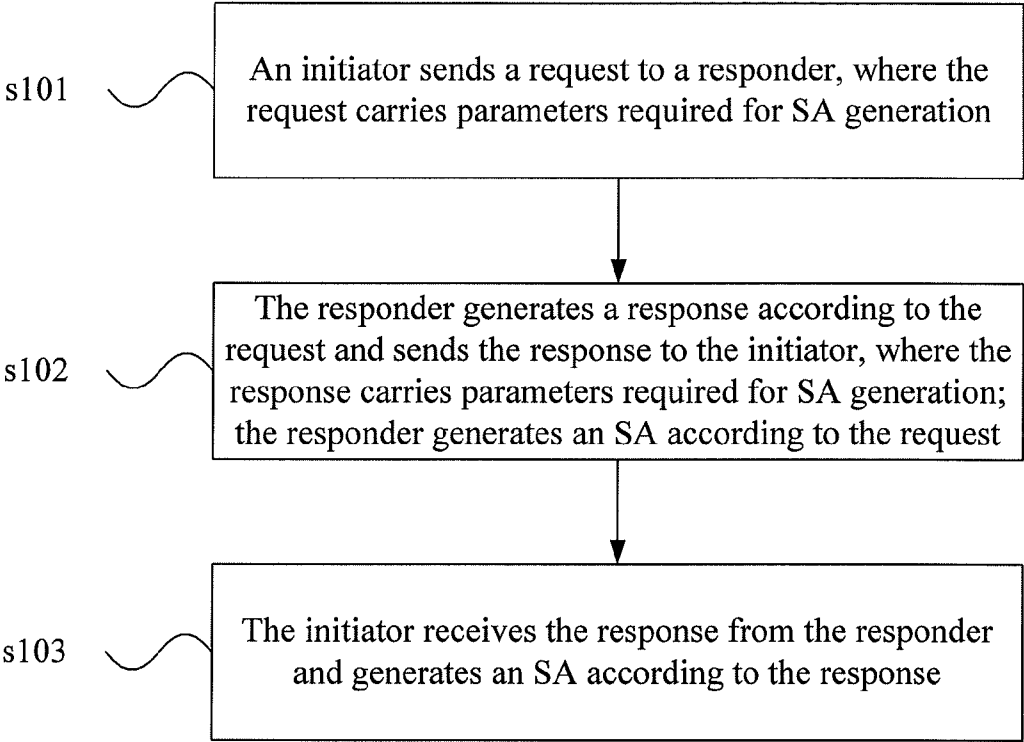 An initiator sends a request to a responder, where the
s101
request carries parameters required for SA generation
The responder generates a response according to the
request and sends the response to the initiator, where the
s102
response carries parameters required for SA generation;
the responder generates an SA according to the request
The initiator receives the response from the responder
s103
and generates an SA according to the response